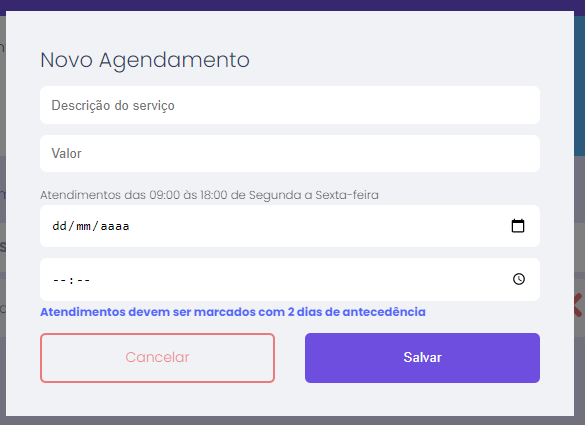 Novo Agendamento
Descrição do serviço
Valor
Atendimentos das 09:00 às 18:00 de Segunda a Sexta-feira
dd/mm/aaaa
--:--
Atendimentos devem ser marcados com 2 dias de antecedência
Cancelar
Salvar